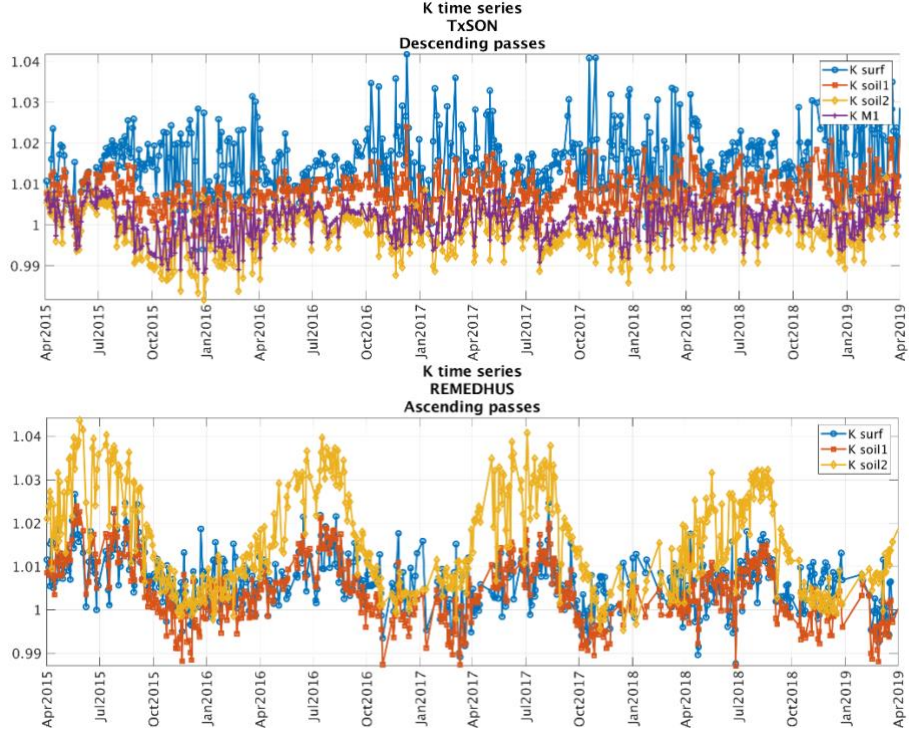 K time series
TxSON
Descending passes
1.04
1.03
1.02
1.01
1
0.99
K surf
K soil1
K soil2
K M1
Apr2015
Jul2015
Oct2015
Jan2016
Apr2016
Jul2016
Oct2016
Jan2017
Apr2017
Jul2017
Oct2017
Jan2018
Apr2018
Jul2018
Oct2018
Jan2019
Apr2019
K time series
REMEDHUS
Ascending passes
1.04
1.03
1.02
1.01
1
0.99
K surf
K soil1
K soil2
Apr2015
Jul2015
Oct2015
Jan2016
Apr2016
Jul2016
Oct2016
Jan2017
Apr2017
Jul2017
Oct2017
Jan2018
Apr2018
Jul2018
Oct2018
Jan2019
Apr2019